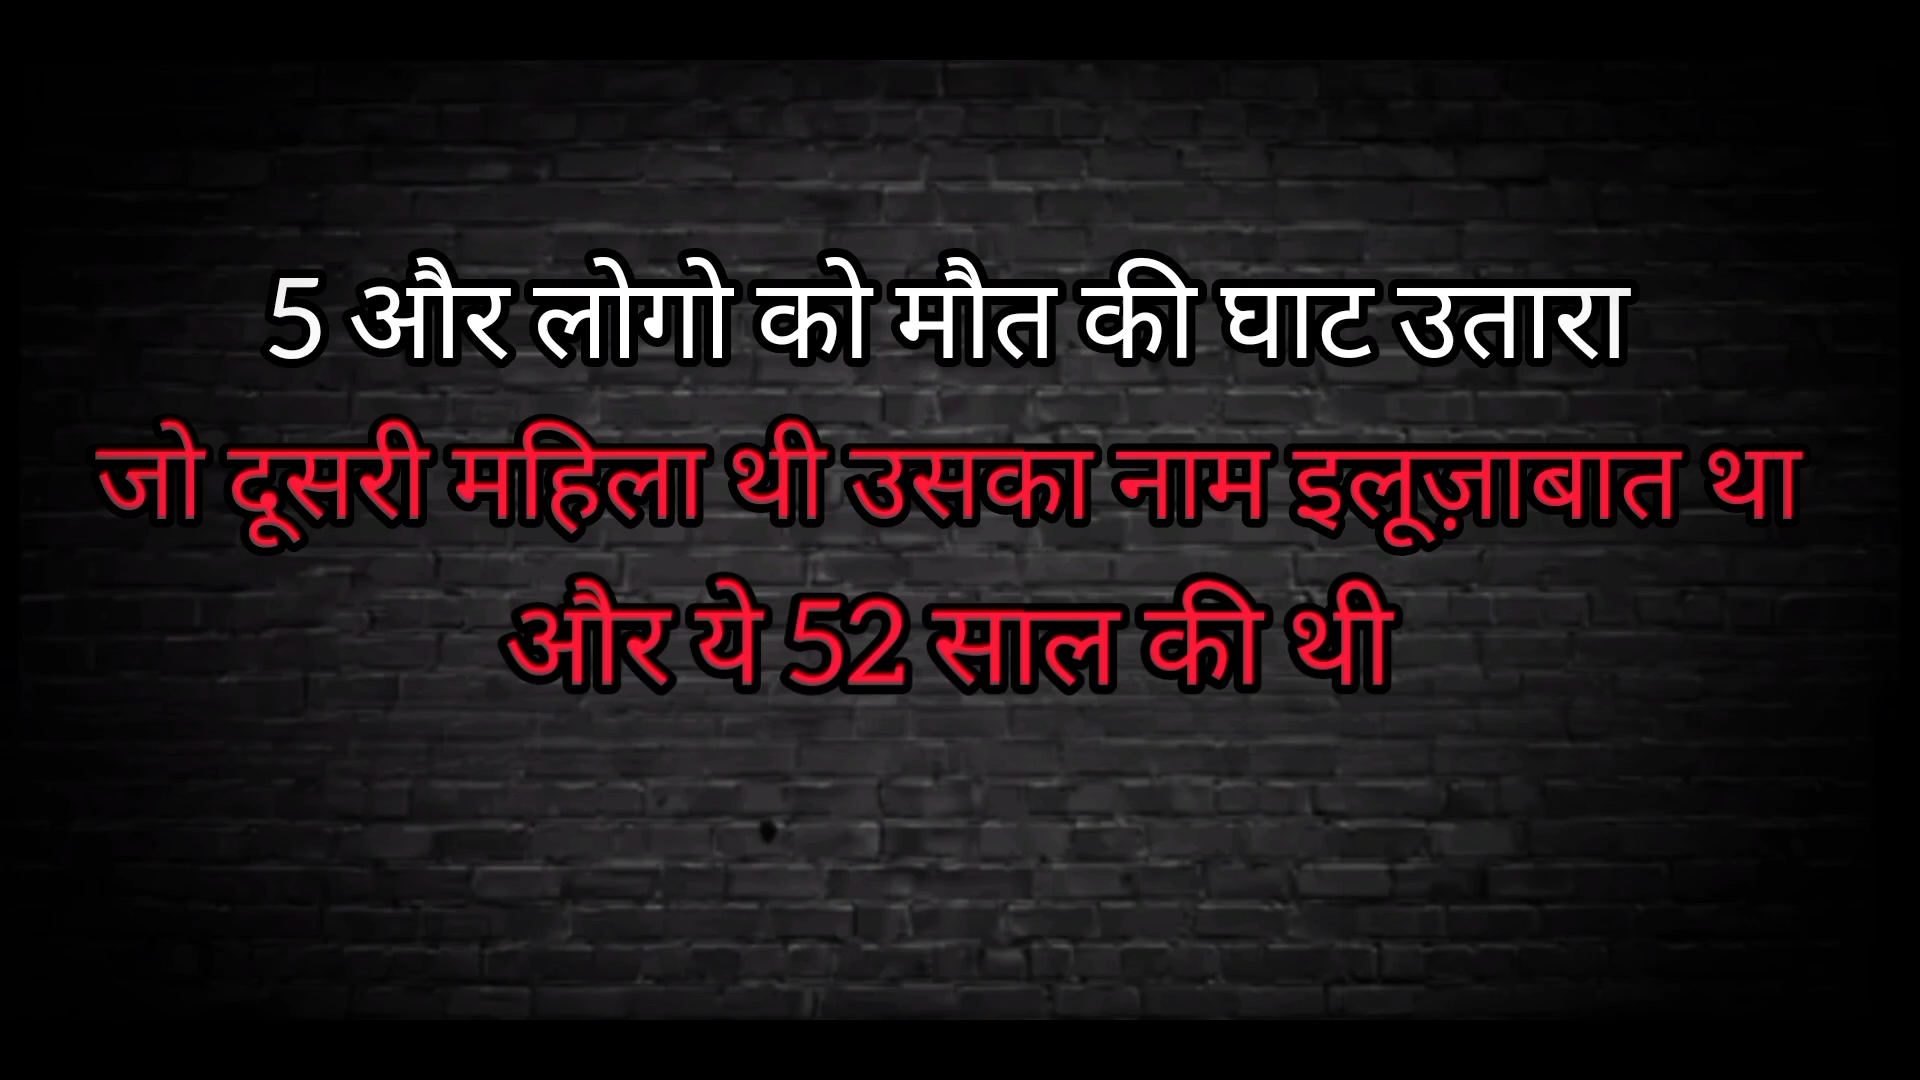 5 और लोगो को मौत की घाट उतारा
जो दूसरी महिला थी उसका नाम इलूज़ाबात था
और ये 52 साल की थी